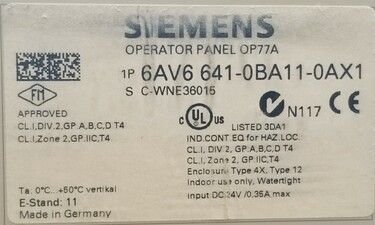 SIEMENS
OPERATOR PANEL OP77A
1P 6AV6 641-0BA11-0AX1
S C-WNE36015
FM
APPROVED
CL.I, DIV.2, GP.A,B,C,D T4
CL.I, Zone 2, GP.IIC,T4
c UL US
LISTED 3DA1
N117
IND.CONT.EQ for HAZ.LOC:
CL.I, DIV 2, GP A,B,C,D T4
CL.I, Zone 2, GP.IIC, T4
Enclosure Type 4X, Type 12
Indoor use only, Watertight
Input DC.24V /0,35A max
Ta. 0°C...+50°C vertikal
E-Stand: 11
Made in Germany